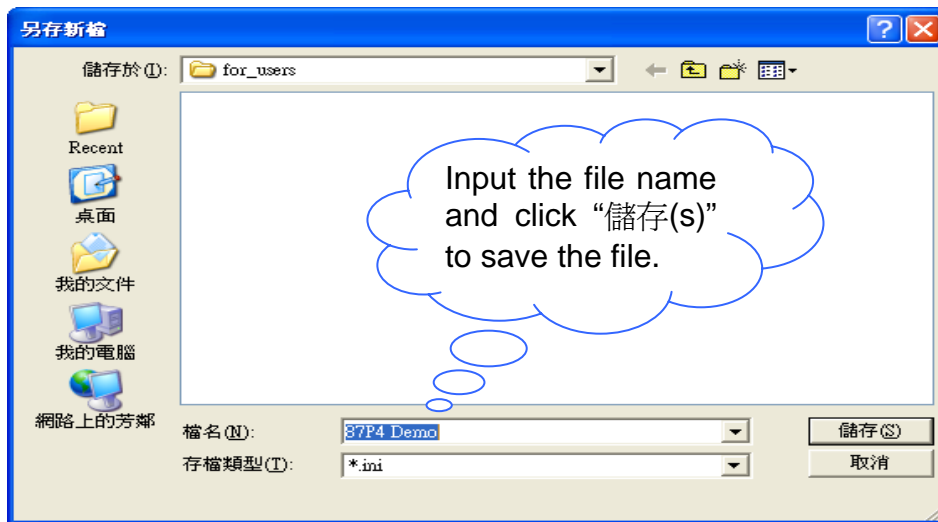 另存新檔
儲存於(I):
for_users
Recent
桌面
我的文件
我的電腦
網路上的芳鄰
Input the file name
and click “儲存(s)”
to save the file.
檔名(N):
87P4 Demo
儲存(S)
存檔類型(T):
*.ini
取消